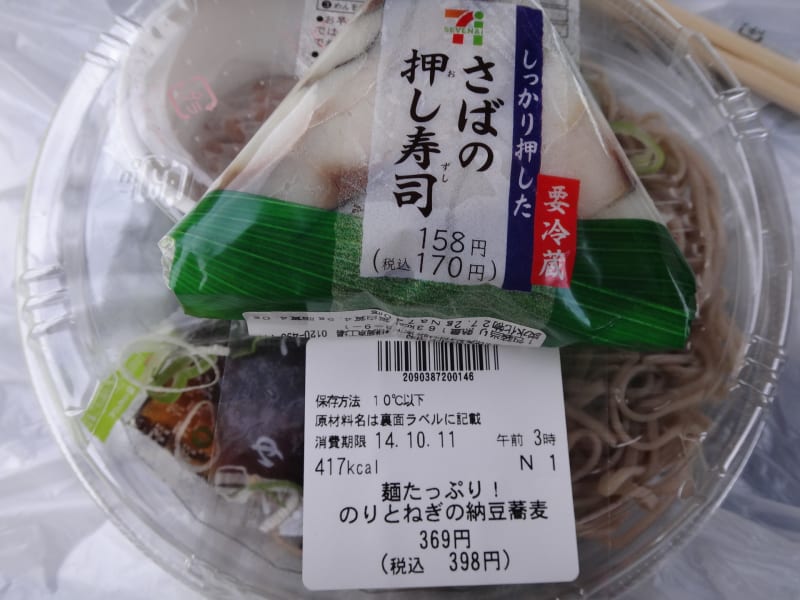 SEVEN&i
しっかり押した
さばの
押し寿司
お
ずし
要冷蔵
158円
(税込170円)
2090387200146
保存方法 10℃以下
原材料名は裏面ラベルに記載
消費期限 14.10.11 午前 3時
417kcal N 1
麺たっぷり!
のりとねぎの納豆蕎麦
369円
(税込 398円)